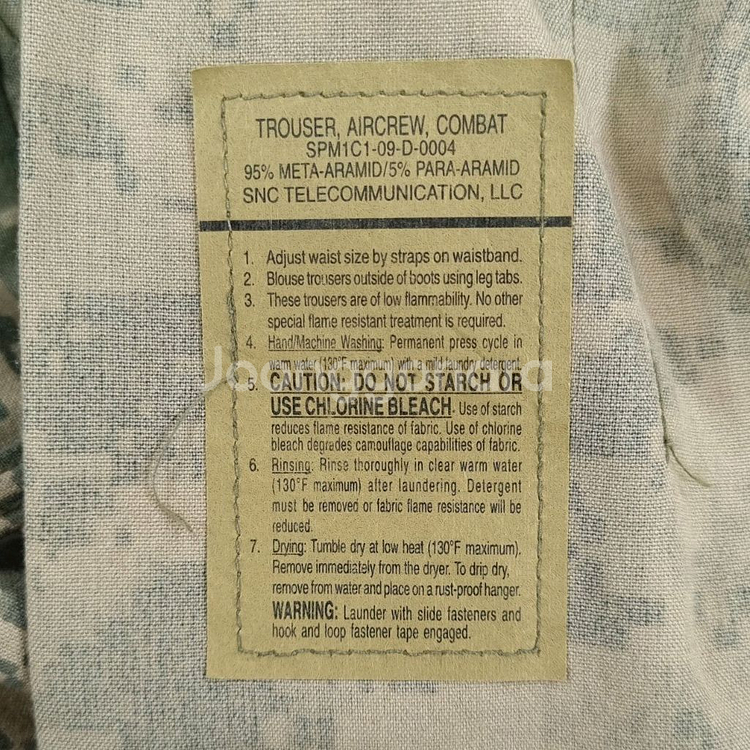 TROUSER, AIRCREW, COMBAT
SPM1C1-09-D-0004
95% META-ARAMID/5% PARA-ARAMID
SNC TELECOMMUNICATION, LLC
1. Adjust waist size by straps on waistband.
2. Blouse trousers outside of boots using leg tabs.
3. These trousers are of low flammability. No other
special flame resistant treatment is required.
4. Hand/Machine Washing: Permanent press cycle in
warm water (130°F maximum) with a mild laundry detergent.
5. CAUTION: DO NOT STARCH OR
USE CHLORINE BLEACH. Use of starch
reduces flame resistance of fabric. Use of chlorine
bleach degrades camouflage capabilities of fabric.
6. Rinsing: Rinse thoroughly in clear warm water
(130°F maximum) after laundering. Detergent
must be removed or fabric flame resistance will be
reduced.
7. Drying: Tumble dry at low heat (130°F maximum).
Remove immediately from the dryer. To drip dry,
remove from water and place on a rust-proof hanger.
WARNING: Launder with slide fasteners and
hook and loop fastener tape engaged.